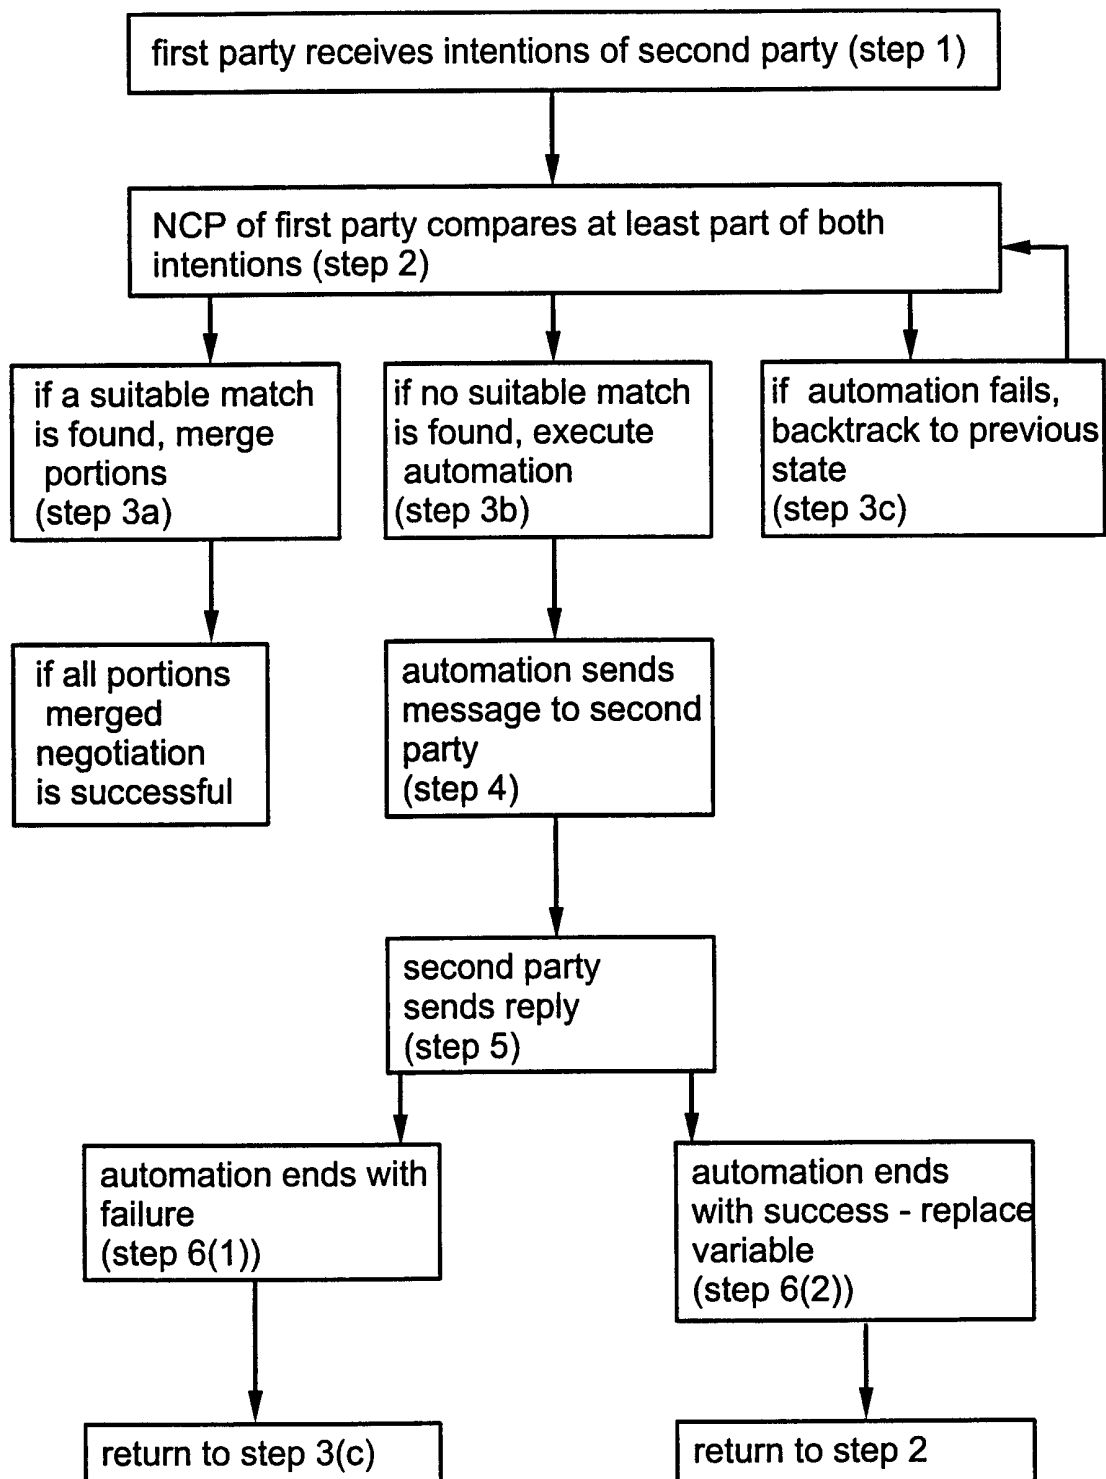 first party receives intentions of second party (step 1)
NCP of first party compares at least part of both
intentions (step 2)
if a suitable match
is found, merge
portions
(step 3a)
if no suitable match
is found, execute
automation
(step 3b)
if automation fails,
backtrack to previous
state
(step 3c)
if all portions
merged
negotiation
is successful
automation sends
message to second
party
(step 4)
second party
sends reply
(step 5)
automation ends with
failure
(step 6(1))
automation ends
with success - replace
variable
(step 6(2))
return to step 3(c)
return to step 2